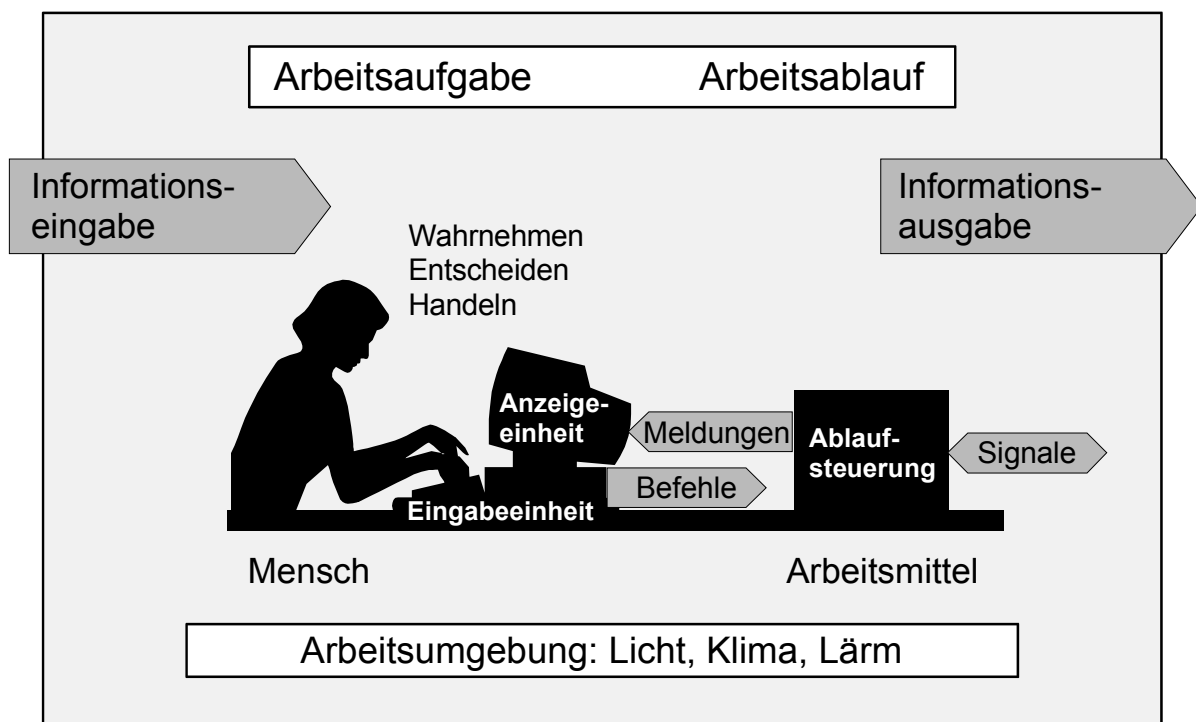 Arbeitsaufgabe Arbeitsablauf
Informations-
eingabe
Informations-
ausgabe
Wahrnehmen
Entscheiden
Handeln
Anzeige-
einheit
Meldungen
Ablauf-
steuerung
Signale
Befehle
Eingabeeinheit
Mensch
Arbeitsmittel
Arbeitsumgebung: Licht, Klima, Lärm